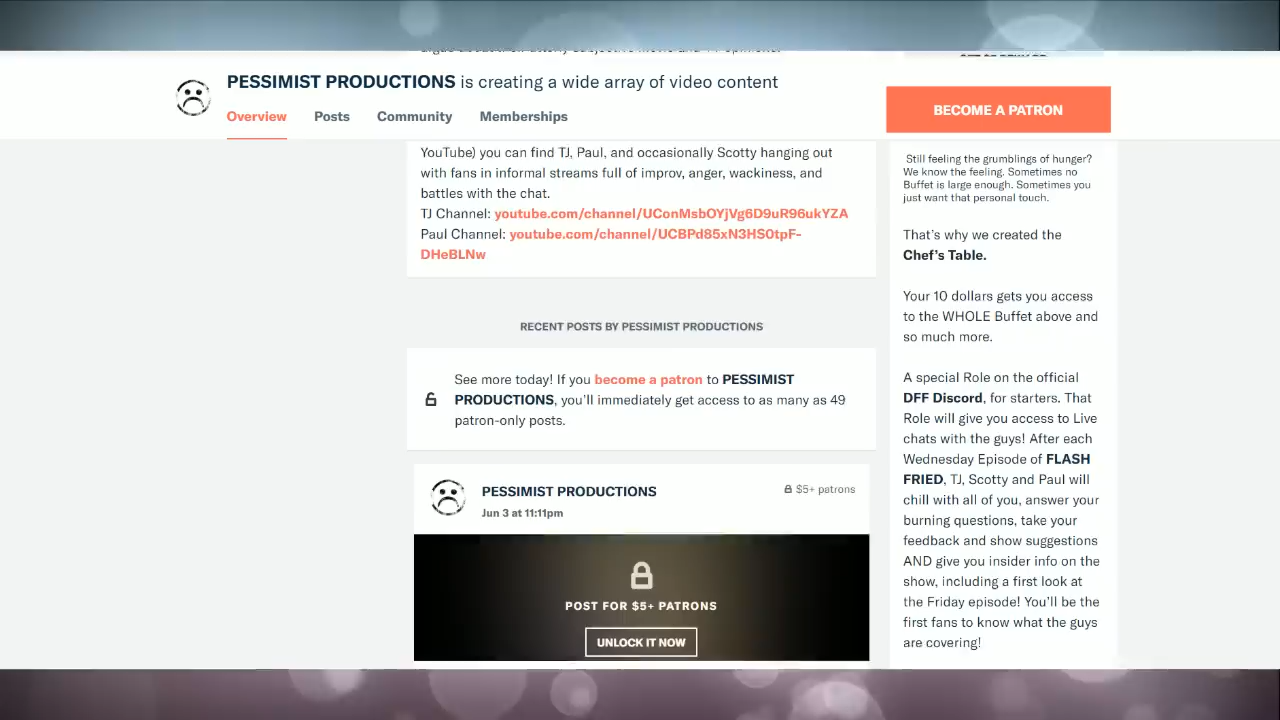 PESSIMIST PRODUCTIONS is creating a wide array of video content
Overview
Posts
Community
Memberships
BECOME A PATRON
YouTube) you can find TJ, Paul, and occasionally Scotty hanging out
with fans in informal streams full of improv, anger, wackiness, and
battles with the chat.
TJ Channel: youtube.com/channel/UConMsbOYjVg6D9uR96ukYZA
Paul Channel: youtube.com/channel/UCBPd85xN3HS0tpF-
DHeBLNw
RECENT POSTS BY PESSIMIST PRODUCTIONS
See more today! If you become a patron to PESSIMIST
PRODUCTIONS, you'll immediately get access to as many as 49
patron-only posts.
PESSIMIST PRODUCTIONS
$5+ patrons
Jun 3 at 11:11pm
POST FOR $5+ PATRONS
UNLOCK IT NOW
Still feeling the grumblings of hunger?
We know the feeling. Sometimes no
Buffet is large enough. Sometimes you
just want that personal touch.
That's why we created the
Chef's Table.
Your 10 dollars gets you access
to the WHOLE Buffet above and
so much more.
A special Role on the official
DFF Discord, for starters. That
Role will give you access to Live
chats with the guys! After each
Wednesday Episode of FLASH
FRIED, TJ, Scotty and Paul will
chill with all of you, answer your
burning questions, take your
feedback and show suggestions
AND give you insider info on the
show, including a first look at
the Friday episode! You'll be the
first fans to know what the guys
are covering!